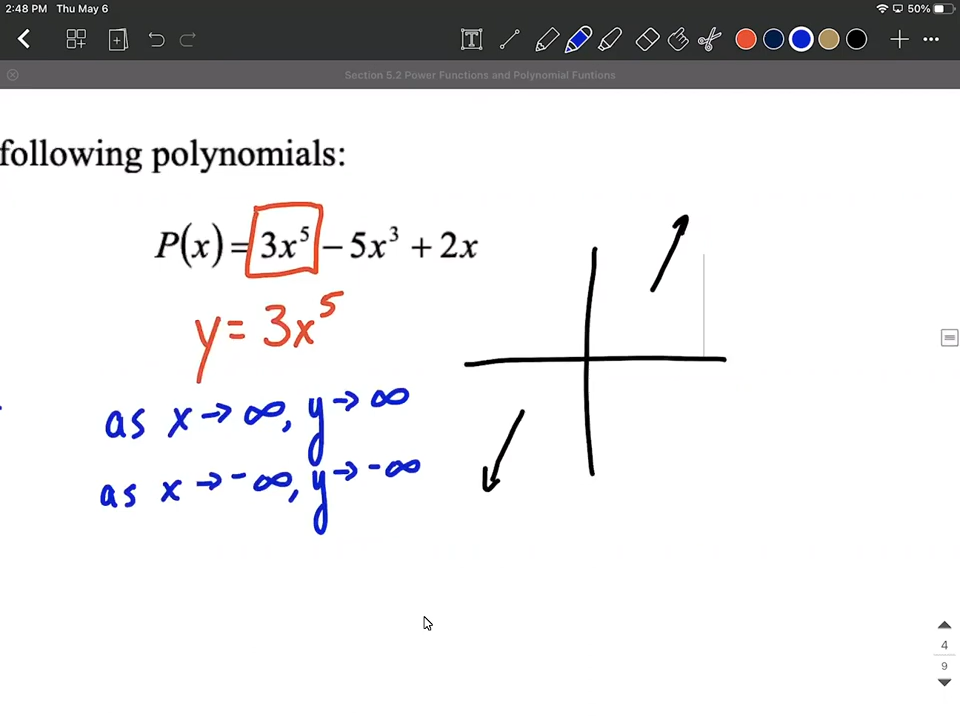 2:48 PM Thu May 6
50%
Section 5.2 Power Functions and Polynomial Funtions
following polynomials:
P(x) = 3x⁵ − 5x³ + 2x
y = 3x⁵
as x → ∞, y → ∞
as x → -∞, y → -∞
4
9